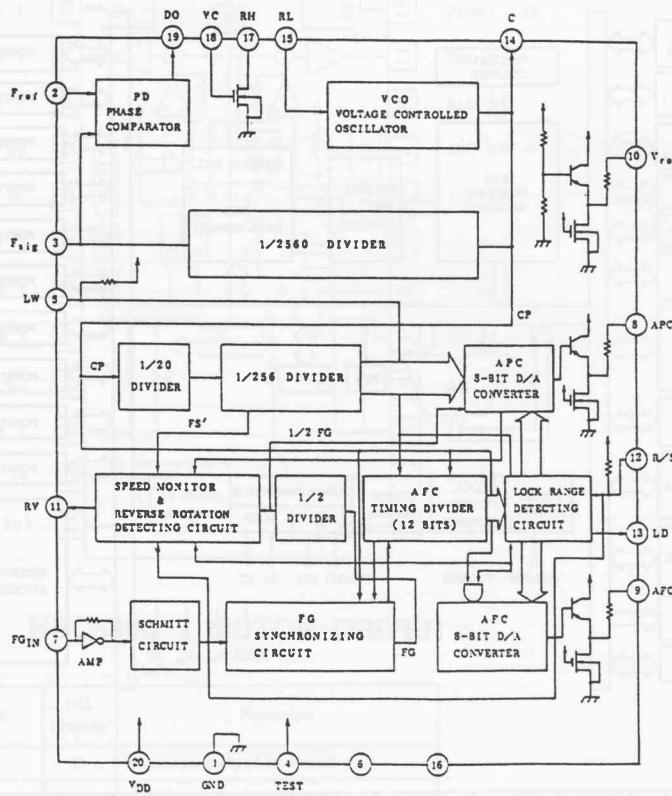 DO VC RH RL C
19 18 17 15 14
Fref 2
PD
PHASE
COMPARATOR
VCO
VOLTAGE CONTROLLED
OSCILLATOR
10
Fsig 3
1/2560 DIVIDER
LW 5
CP
8 APC
CP
1/20
DIVIDER
1/256 DIVIDER
APC
8-BIT D/A
CONVERTER
FS'
1/2 FG
12 R/S
RV 11
SPEED MONITOR
&
REVERSE ROTATION
DETECTING CIRCUIT
1/2
DIVIDER
AFC
TIMING DIVIDER
(12 BITS)
LOCK RANGE
DETECTING
CIRCUIT
13 LD
9 AFC
FGIN 7
AMP
SCHMITT
CIRCUIT
FG
SYNCHRONIZING
CIRCUIT
FG
AFC
8-BIT D/A
CONVERTER
20 1 4 6 16
VDD GND TEST